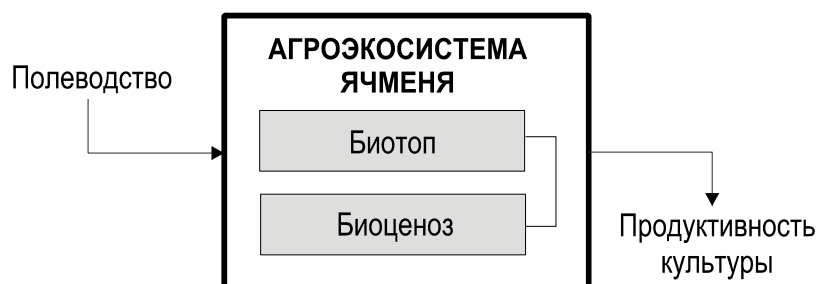 АГРОЭКОСИСТЕМА
ЯЧМЕНЯ
Полеводство
Биотоп
Биоценоз
Продуктивность
культуры